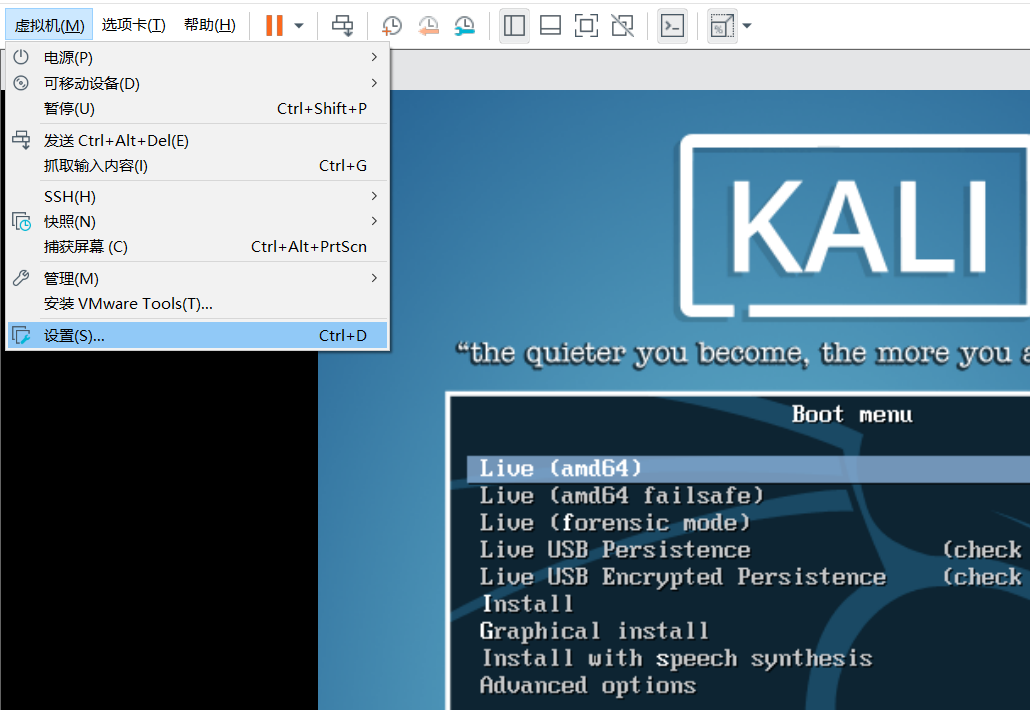 虚拟机(M) 选项卡(T) 帮助(H)
电源(P)
可移动设备(D)
暂停(U) Ctrl+Shift+P
发送 Ctrl+Alt+Del(E)
抓取输入内容(I) Ctrl+G
SSH(H)
快照(N)
捕获屏幕 (C) Ctrl+Alt+PrtScn
管理(M)
安装 VMware Tools(T)...
设置(S)... Ctrl+D
KALI
“the quieter you become, the more you a
Boot menu
Live (amd64)
Live (amd64 failsafe)
Live (forensic mode)
Live USB Persistence (check
Live USB Encrypted Persistence (check
Install
Graphical install
Install with speech synthesis
Advanced options